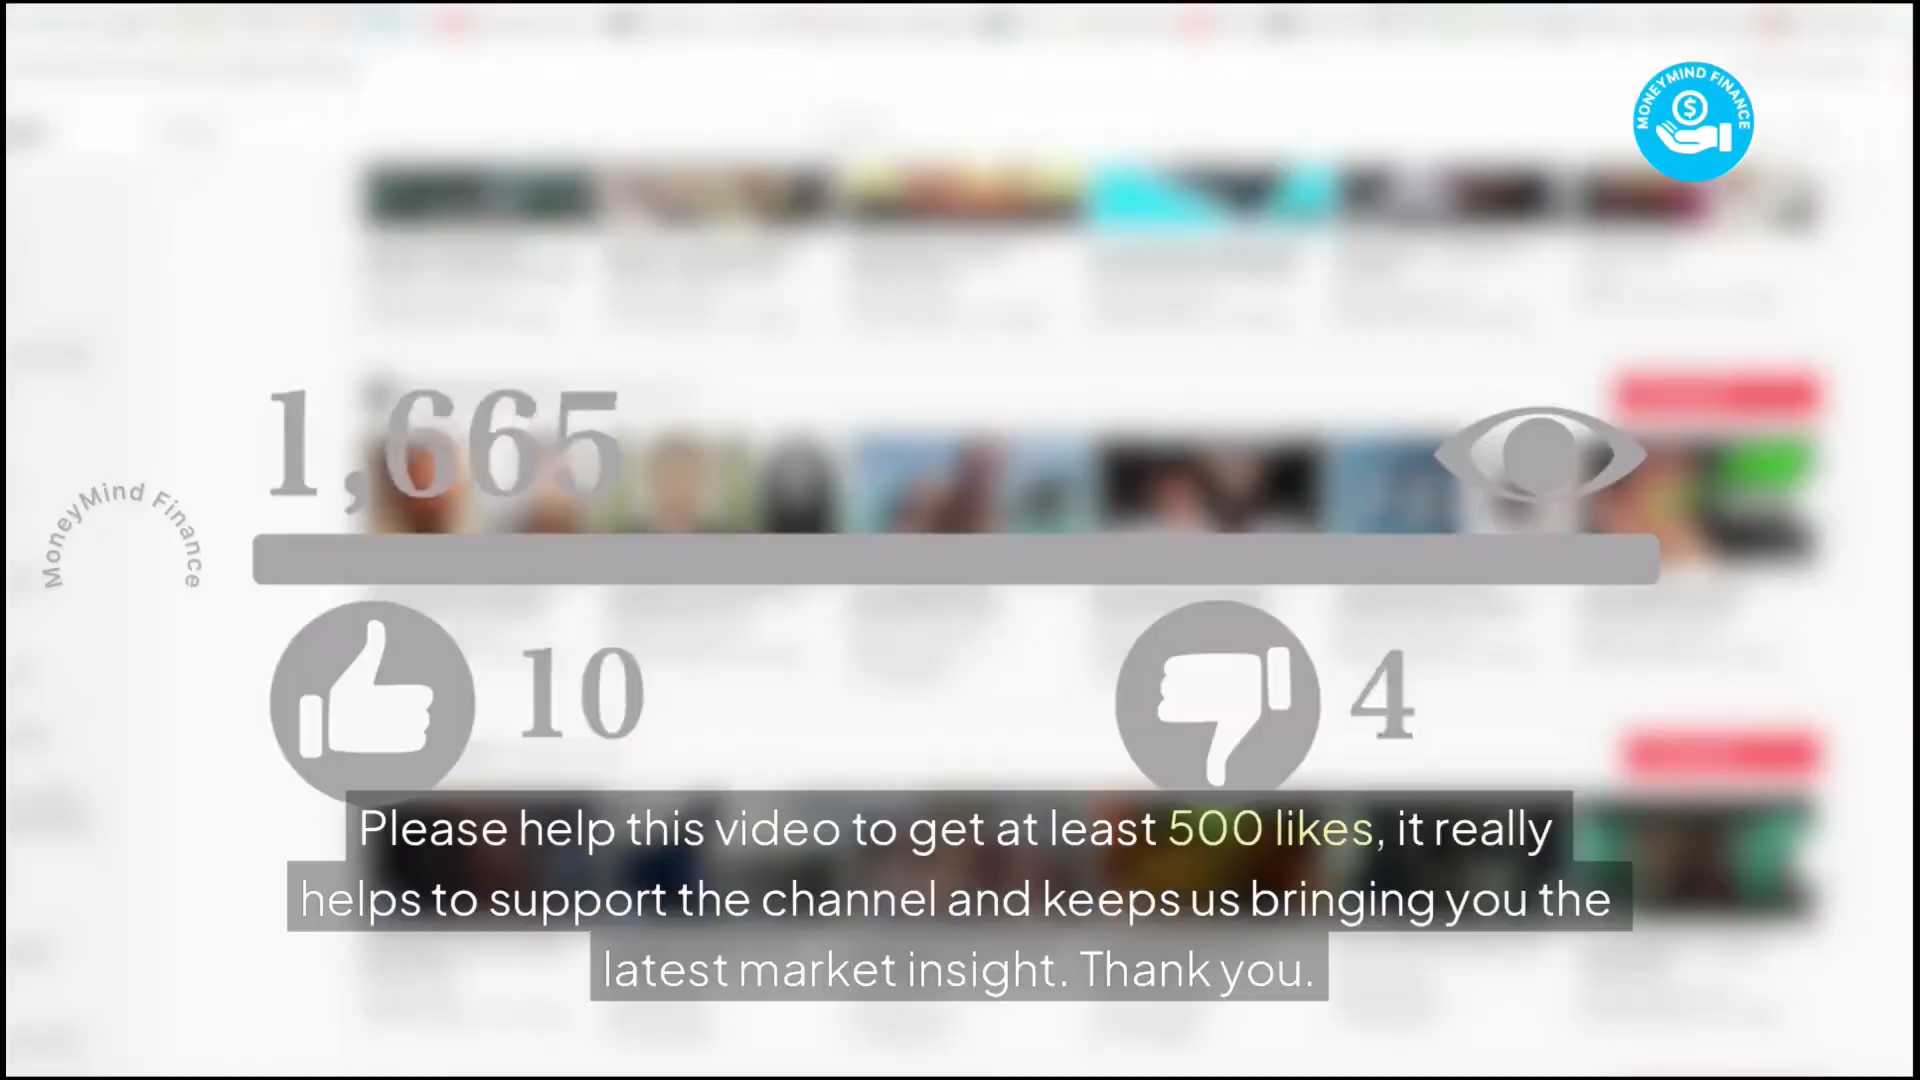 MONEYMIND FINANCE
$
1,665
MoneyMind Finance
10
4
Please help this video to get at least 500 likes, it really
helps to support the channel and keeps us bringing you the
latest market insight. Thank you.